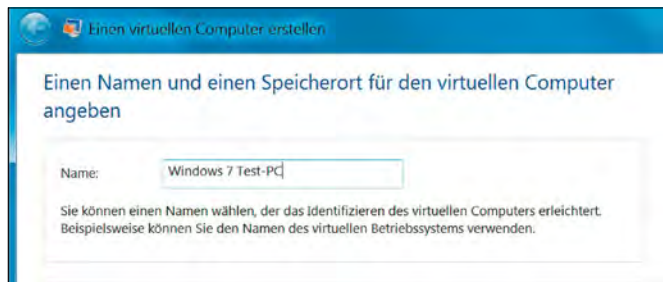 Einen virtuellen Computer erstellen
Einen Namen und einen Speicherort für den virtuellen Computer
angeben
Name: Windows 7 Test-PC
Sie können einen Namen wählen, der das Identifizieren des virtuellen Computers erleichtert.
Beispielsweise können Sie den Namen des virtuellen Betriebssystems verwenden.